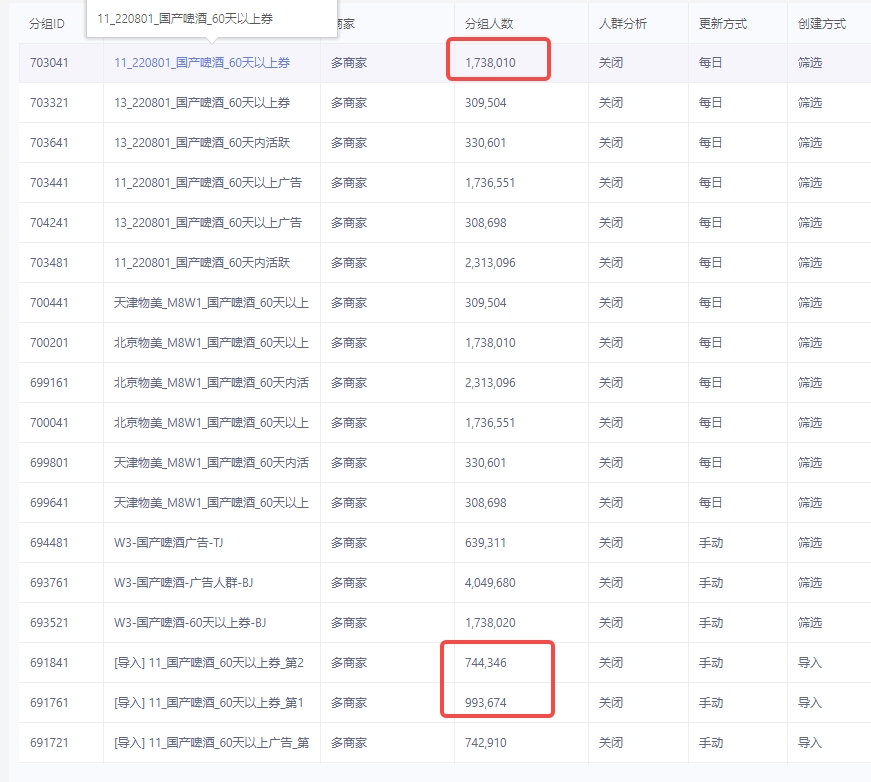 11_220801_国产啤酒_60天以上券
分组ID 商家 分组人数 人群分析 更新方式 创建方式
703041 11_220801_国产啤酒_60天以上券 多商家 1,738,010 关闭 每日 筛选
703321 13_220801_国产啤酒_60天以上券 多商家 309,504 关闭 每日 筛选
703641 13_220801_国产啤酒_60天内活跃 多商家 330,601 关闭 每日 筛选
703441 11_220801_国产啤酒_60天以上广告 多商家 1,736,551 关闭 每日 筛选
704241 13_220801_国产啤酒_60天以上广告 多商家 308,698 关闭 每日 筛选
703481 11_220801_国产啤酒_60天内活跃 多商家 2,313,096 关闭 每日 筛选
700441 天津物美_M8W1_国产啤酒_60天以上 多商家 309,504 关闭 每日 筛选
700201 北京物美_M8W1_国产啤酒_60天以上 多商家 1,738,010 关闭 每日 筛选
699161 北京物美_M8W1_国产啤酒_60天内活 多商家 2,313,096 关闭 每日 筛选
700041 北京物美_M8W1_国产啤酒_60天以上 多商家 1,736,551 关闭 每日 筛选
699801 天津物美_M8W1_国产啤酒_60天内活 多商家 330,601 关闭 每日 筛选
699641 天津物美_M8W1_国产啤酒_60天以上 多商家 308,698 关闭 每日 筛选
694481 W3-国产啤酒广告-TJ 多商家 639,311 关闭 手动 筛选
693761 W3-国产啤酒-广告人群-BJ 多商家 4,049,680 关闭 手动 筛选
693521 W3-国产啤酒-60天以上券-BJ 多商家 1,738,020 关闭 手动 筛选
691841 [导入] 11_国产啤酒_60天以上券_第2 多商家 744,346 关闭 手动 导入
691761 [导入] 11_国产啤酒_60天以上券_第1 多商家 993,674 关闭 手动 导入
691721 [导入] 11_国产啤酒_60天以上广告_第 多商家 742,910 关闭 手动 导入